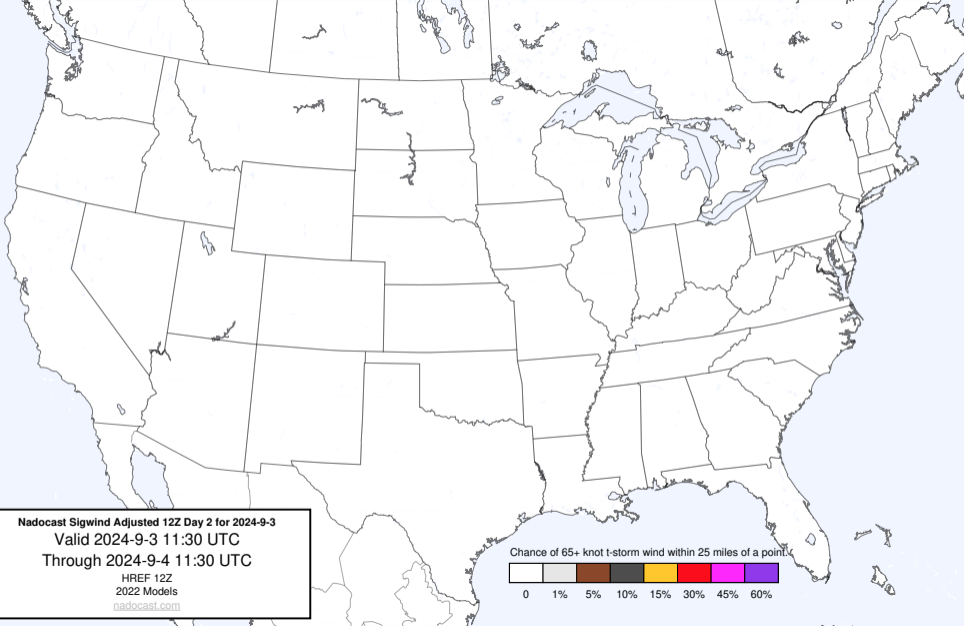 Nadocast Sigwind Adjusted 12Z Day 2 for 2024-9-3
Valid 2024-9-3 11:30 UTC
Through 2024-9-4 11:30 UTC
HREF 12Z
2022 Models
nadocast.com
Chance of 65+ knot t-storm wind within 25 miles of a point.
0 1% 5% 10% 15% 30% 45% 60%